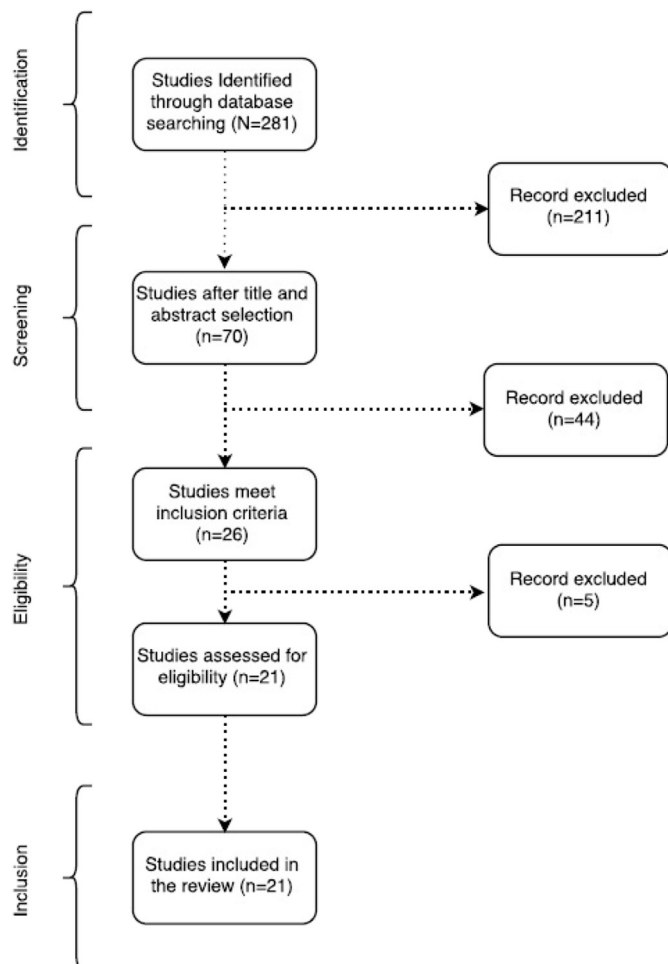 Identification
Studies Identified
through database
searching (N=281)
Record excluded
(n=211)
Screening
Studies after title and
abstract selection
(n=70)
Record excluded
(n=44)
Eligibility
Studies meet
inclusion criteria
(n=26)
Record excluded
(n=5)
Studies assessed for
eligibility (n=21)
Inclusion
Studies included in
the review (n=21)